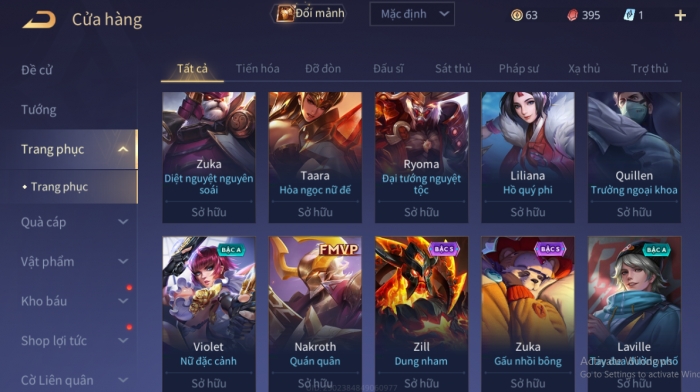 Cửa hàng
Đổi mảnh
Mặc định
63
395
1
Đề cử
Tướng
Trang phục
Trang phục
Quà cáp
Vật phẩm
Kho báu
Shop lợi tức
Cờ Liên quân
Tất cả
Tiến hóa
Đỡ đòn
Đấu sĩ
Sát thủ
Pháp sư
Xạ thủ
Trợ thủ
Zuka
Diệt nguyệt nguyên
soái
Sở hữu
Taara
Hỏa ngọc nữ đế
Sở hữu
Ryoma
Đại tướng nguyệt
tộc
Sở hữu
Liliana
Hồ quý phi
Sở hữu
Quillen
Trưởng ngoại khoa
Sở hữu
BẬC A
Violet
Nữ đặc cảnh
Sở hữu
FMVP
Nakroth
Quán quân
Sở hữu
BẬC S
Zill
Dung nham
Sở hữu
BẬC S
Zuka
Gấu nhồi bông
Sở hữu
BẬC A
Laville
Tay đua đường phố
Sở hữu
Go to Settings to activate Win